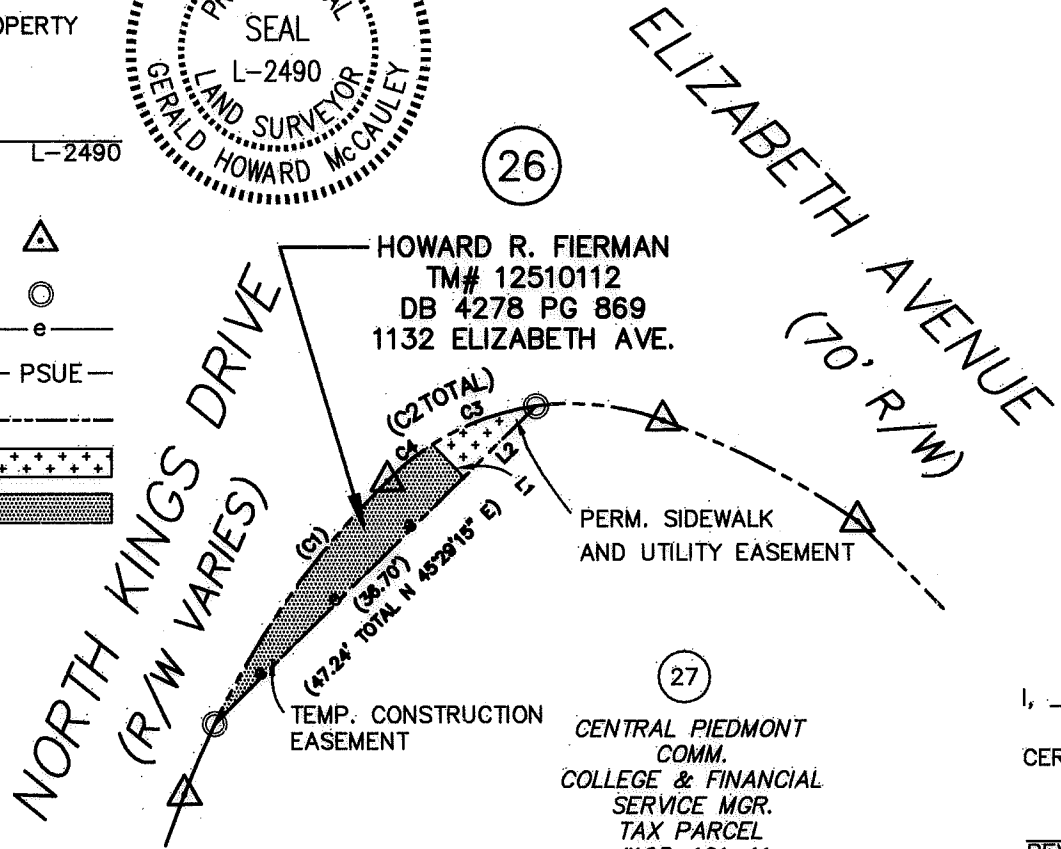 OPERTY
SEAL
L-2490
LAND SURVEYOR
GERALD HOWARD McCAULEY
L-2490
e
PSUE
26
HOWARD R. FIERMAN
TM# 12510112
DB 4278 PG 869
1132 ELIZABETH AVE.
ELIZABETH AVENUE
(70' R/W)
NORTH KINGS DRIVE
(R/W VARIES)
(C2 TOTAL)
C3
C4
L2
L1
(C1)
(36.70')
(47.24' TOTAL N 45°29'15" E)
PERM. SIDEWALK
AND UTILITY EASEMENT
TEMP. CONSTRUCTION
EASEMENT
27
CENTRAL PIEDMONT
COMM.
COLLEGE & FINANCIAL
SERVICE MGR.
TAX PARCEL
I,
CER